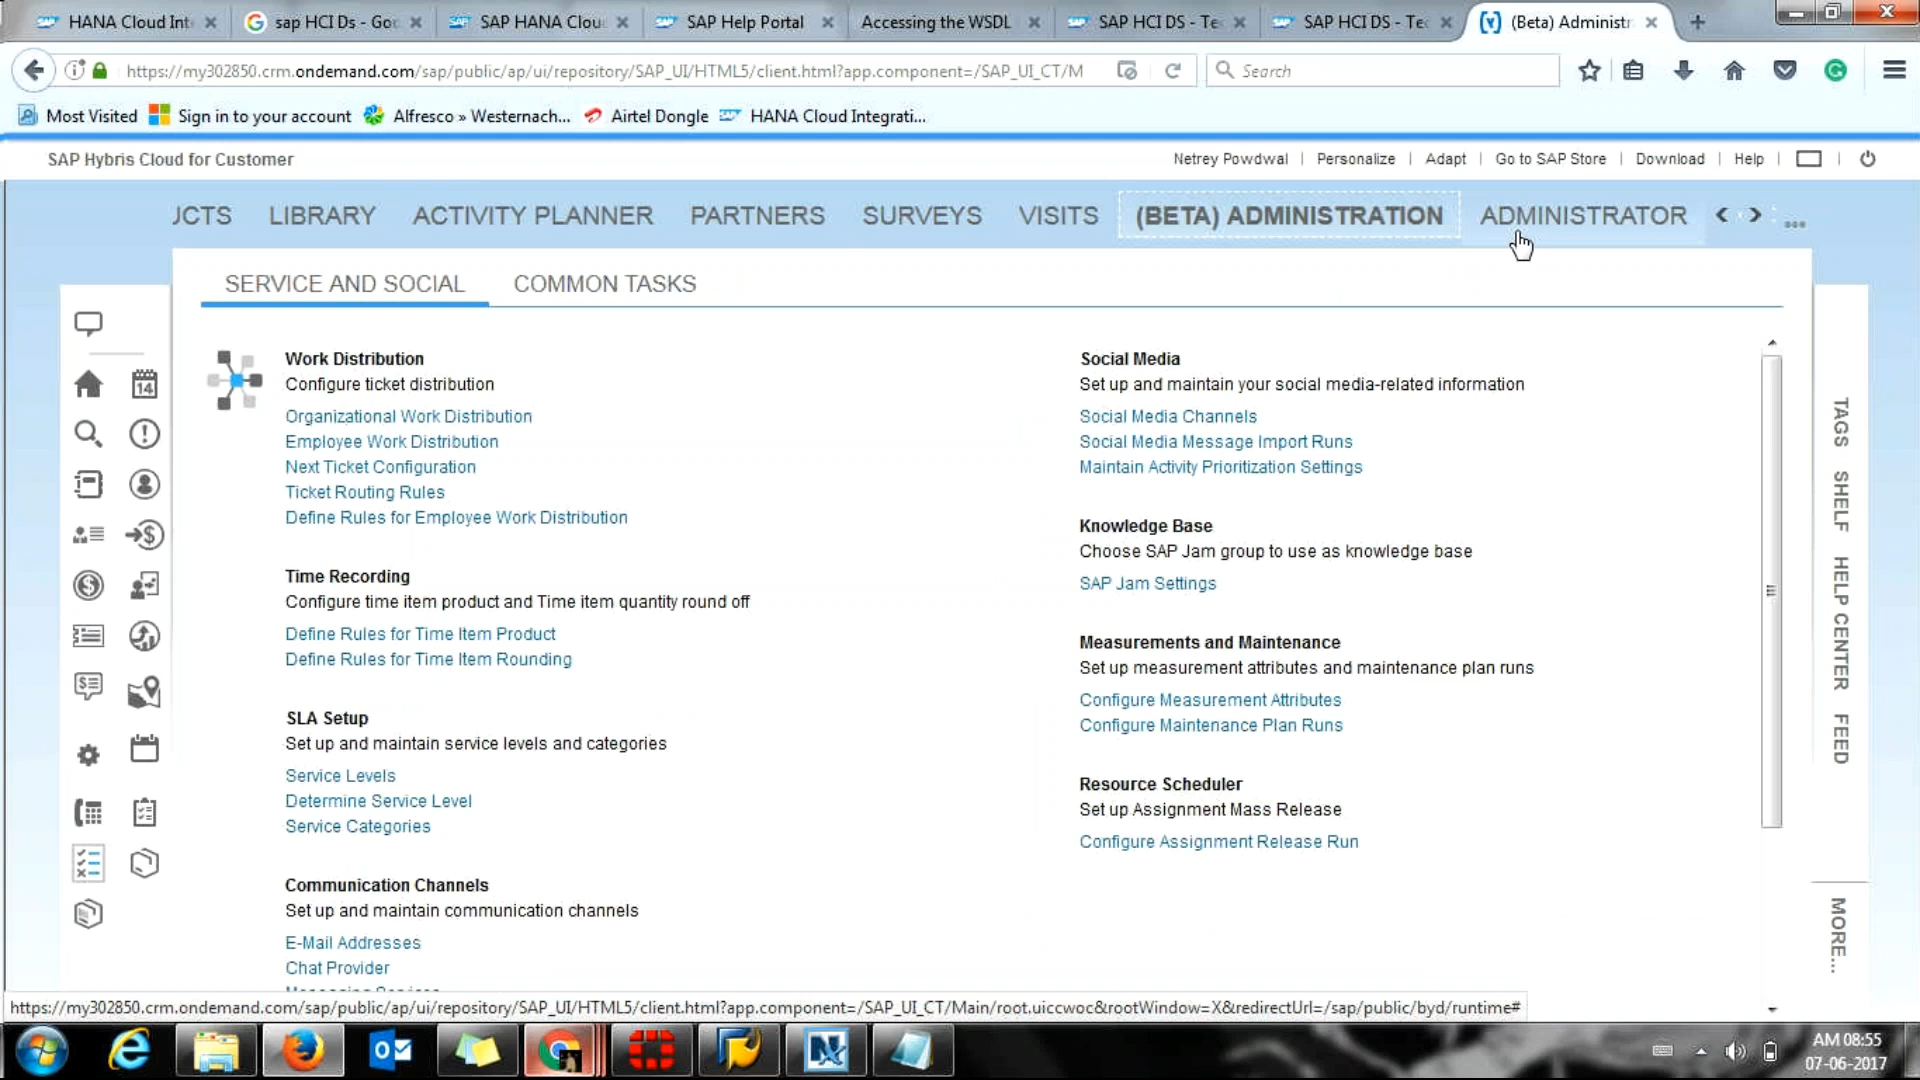 HANA Cloud Int
sap HCI Ds - Goo
SAP HANA Clou
SAP Help Portal
Accessing the WSDL
SAP HCI DS - Te
SAP HCI DS - Tec
(Beta) Administr
https://my302850.crm.ondemand.com/sap/public/ap/ui/repository/SAP_UI/HTML5/client.html?app.component=/SAP_UI_CT/M
Search
Most Visited
Sign in to your account
Alfresco » Westernach...
Airtel Dongle
HANA Cloud Integrati...
SAP Hybris Cloud for Customer
Netrey Powdwal | Personalize | Adapt | Go to SAP Store | Download | Help
JCTS LIBRARY ACTIVITY PLANNER PARTNERS SURVEYS VISITS (BETA) ADMINISTRATION ADMINISTRATOR
SERVICE AND SOCIAL COMMON TASKS
14
Work Distribution
Configure ticket distribution
Organizational Work Distribution
Employee Work Distribution
Next Ticket Configuration
Ticket Routing Rules
Define Rules for Employee Work Distribution
Time Recording
Configure time item product and Time item quantity round off
Define Rules for Time Item Product
Define Rules for Time Item Rounding
SLA Setup
Set up and maintain service levels and categories
Service Levels
Determine Service Level
Service Categories
Communication Channels
Set up and maintain communication channels
E-Mail Addresses
Chat Provider
Social Media
Set up and maintain your social media-related information
Social Media Channels
Social Media Message Import Runs
Maintain Activity Prioritization Settings
Knowledge Base
Choose SAP Jam group to use as knowledge base
SAP Jam Settings
Measurements and Maintenance
Set up measurement attributes and maintenance plan runs
Configure Measurement Attributes
Configure Maintenance Plan Runs
Resource Scheduler
Set up Assignment Mass Release
Configure Assignment Release Run
TAGS
SHELF
HELP CENTER
FEED
MORE...
https://my302850.crm.ondemand.com/sap/public/ap/ui/repository/SAP_UI/HTML5/client.html?app.component=/SAP_UI_CT/Main/root.uiccwoc&rootWindow=X&redirectUrl=/sap/public/byd/runtime#
AM 08:55
07-06-2017